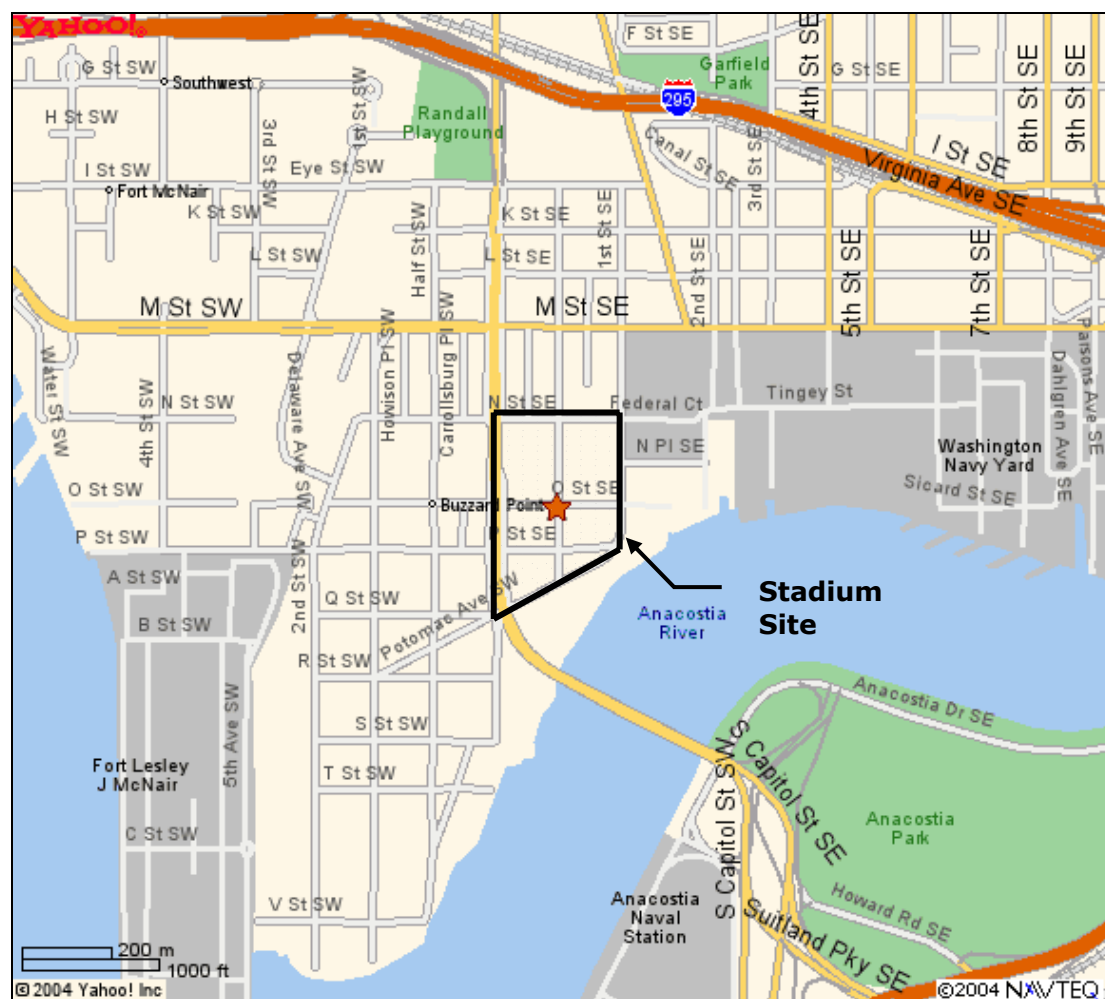 YAHOO!
F St SE
G St SW
Southwest
Garfield
Park
4th St SE
G St SE
8th St SE
9th St SE
295
H St SW
1st St SW
Randall
Playground
3rd St SW
Canal St SE
3rd St SE
I St SE
Virginia Ave SE
I St SW
Eye St SW
Fort McNair
K St SW
K St SE
1st St SE
L St SW
Half St SW
L St SE
2nd St SE
5th St SE
7th St SE
M St SW
M St SE
Water St SW
4th St SW
Delaware Ave SW
Howison Pl SW
Carrollsburg Pl SW
Parsons Ave SE
Dahlgren Ave SE
Tingey St
N St SW
N St SE
Federal Ct
N Pl SE
Washington
Navy Yard
O St SW
Buzzard Point
O St SE
Sicard St SE
P St SW
P St SE
A St SW
2nd St SW
Q St SW
Potomac Ave SW
Stadium
Site
Anacostia
River
B St SW
R St SW
Anacostia Dr SE
S St SW
S Capitol St SW
S Capitol St SE
Fort Lesley
J McNair
5th Ave SW
T St SW
Anacostia
Park
C St SW
V St SW
Anacostia
Naval
Station
Howard Rd SE
Suitland Pky SE
200 m
1000 ft
© 2004 Yahoo! Inc
©2004 NAVTEQ